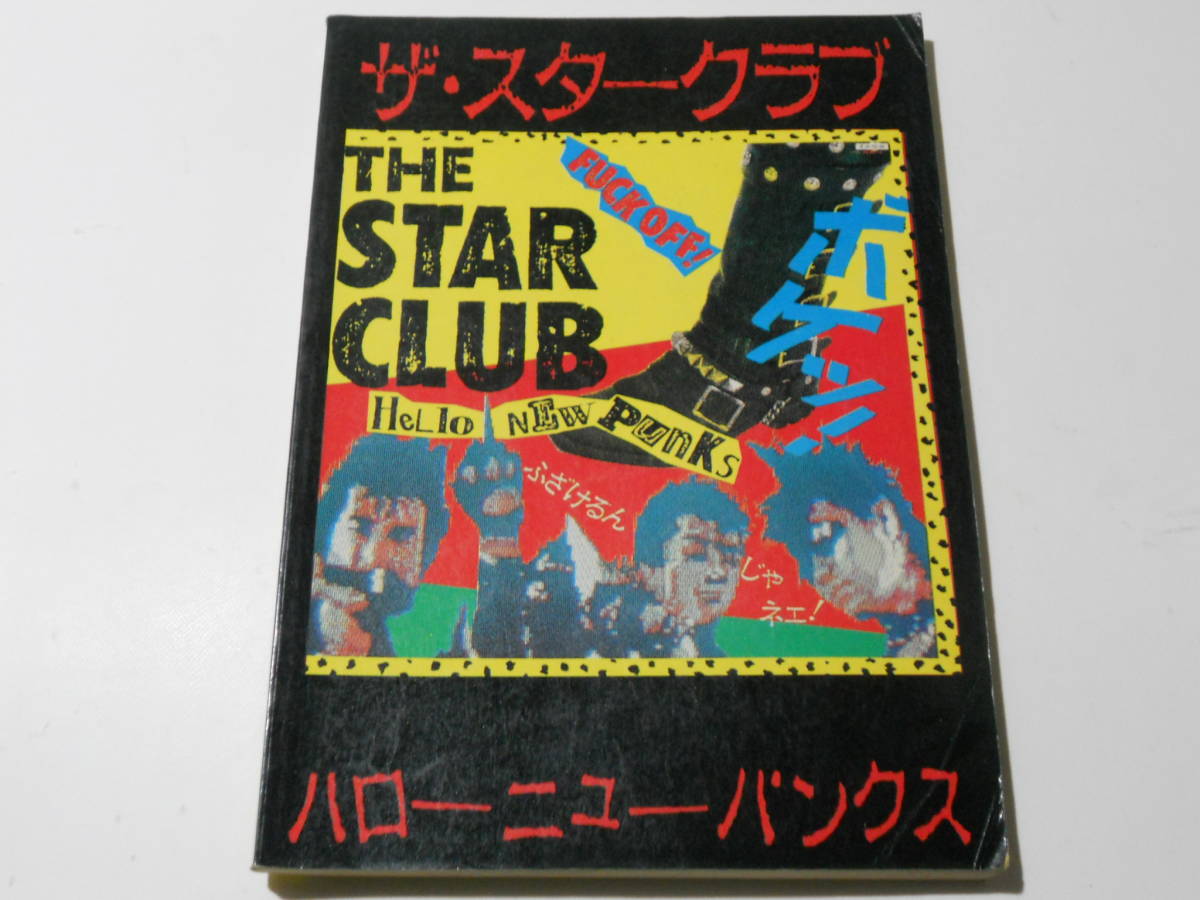 ザ・スタークラブ
THE
STAR
CLUB
FUCK OFF!
ボケッ!
HeLlo NEW PunKs
ふざけるん
じゃ
ネエ!
ハローニューパンクス